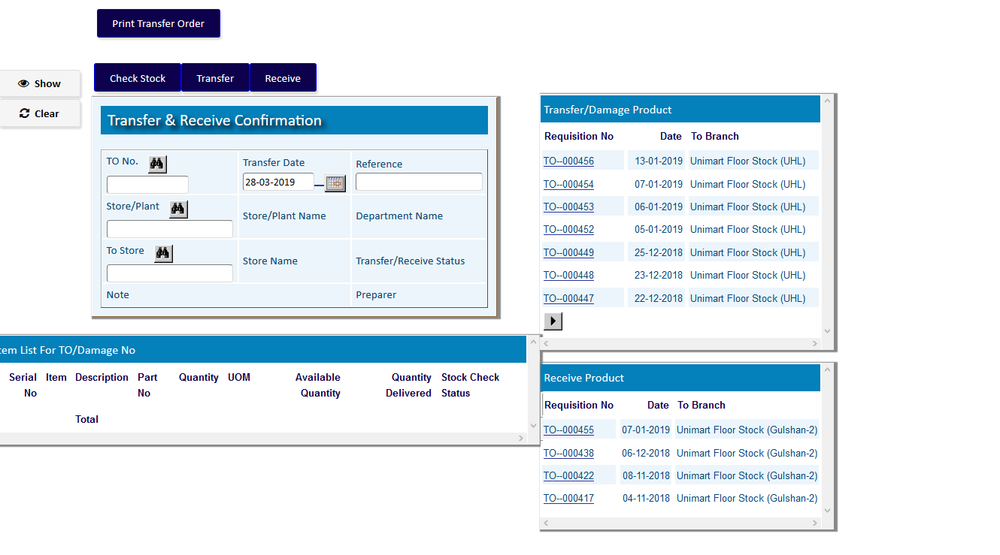 Print Transfer Order
Show
Clear
Check Stock Transfer Receive
Transfer & Receive Confirmation
TO No.
Transfer Date
28-03-2019
Reference
Store/Plant
Store/Plant Name
Department Name
To Store
Store Name
Transfer/Receive Status
Note
Preparer
Transfer/Damage Product
Requisition No Date To Branch
TO--000456 13-01-2019 Unimart Floor Stock (UHL)
TO--000454 07-01-2019 Unimart Floor Stock (UHL)
TO--000453 06-01-2019 Unimart Floor Stock (UHL)
TO--000452 05-01-2019 Unimart Floor Stock (UHL)
TO--000449 25-12-2018 Unimart Floor Stock (UHL)
TO--000448 23-12-2018 Unimart Floor Stock (UHL)
TO--000447 22-12-2018 Unimart Floor Stock (UHL)
tem List For TO/Damage No
Serial No Item Description Part No Quantity UOM Available Quantity Quantity Delivered Stock Check Status
Total
Receive Product
Requisition No Date To Branch
TO--000455 07-01-2019 Unimart Floor Stock (Gulshan-2)
TO--000438 06-12-2018 Unimart Floor Stock (Gulshan-2)
TO--000422 08-11-2018 Unimart Floor Stock (Gulshan-2)
TO--000417 04-11-2018 Unimart Floor Stock (Gulshan-2)